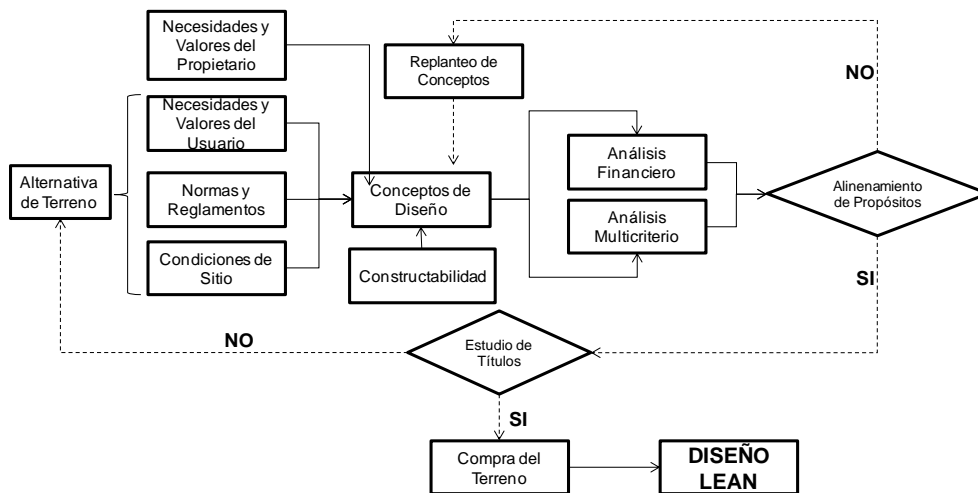 Necesidades y
Valores del
Propietario
Replanteo de
Conceptos
NO
Necesidades y
Valores del
Usuario
Alternativa
de Terreno
Normas y
Reglamentos
Conceptos de
Diseño
Análisis
Financiero
Análisis
Multicriterio
Alinenamiento
de Propósitos
Condiciones de
Sitio
Constructabilidad
SI
NO
Estudio de
Títulos
SI
Compra del
Terreno
DISEÑO
LEAN